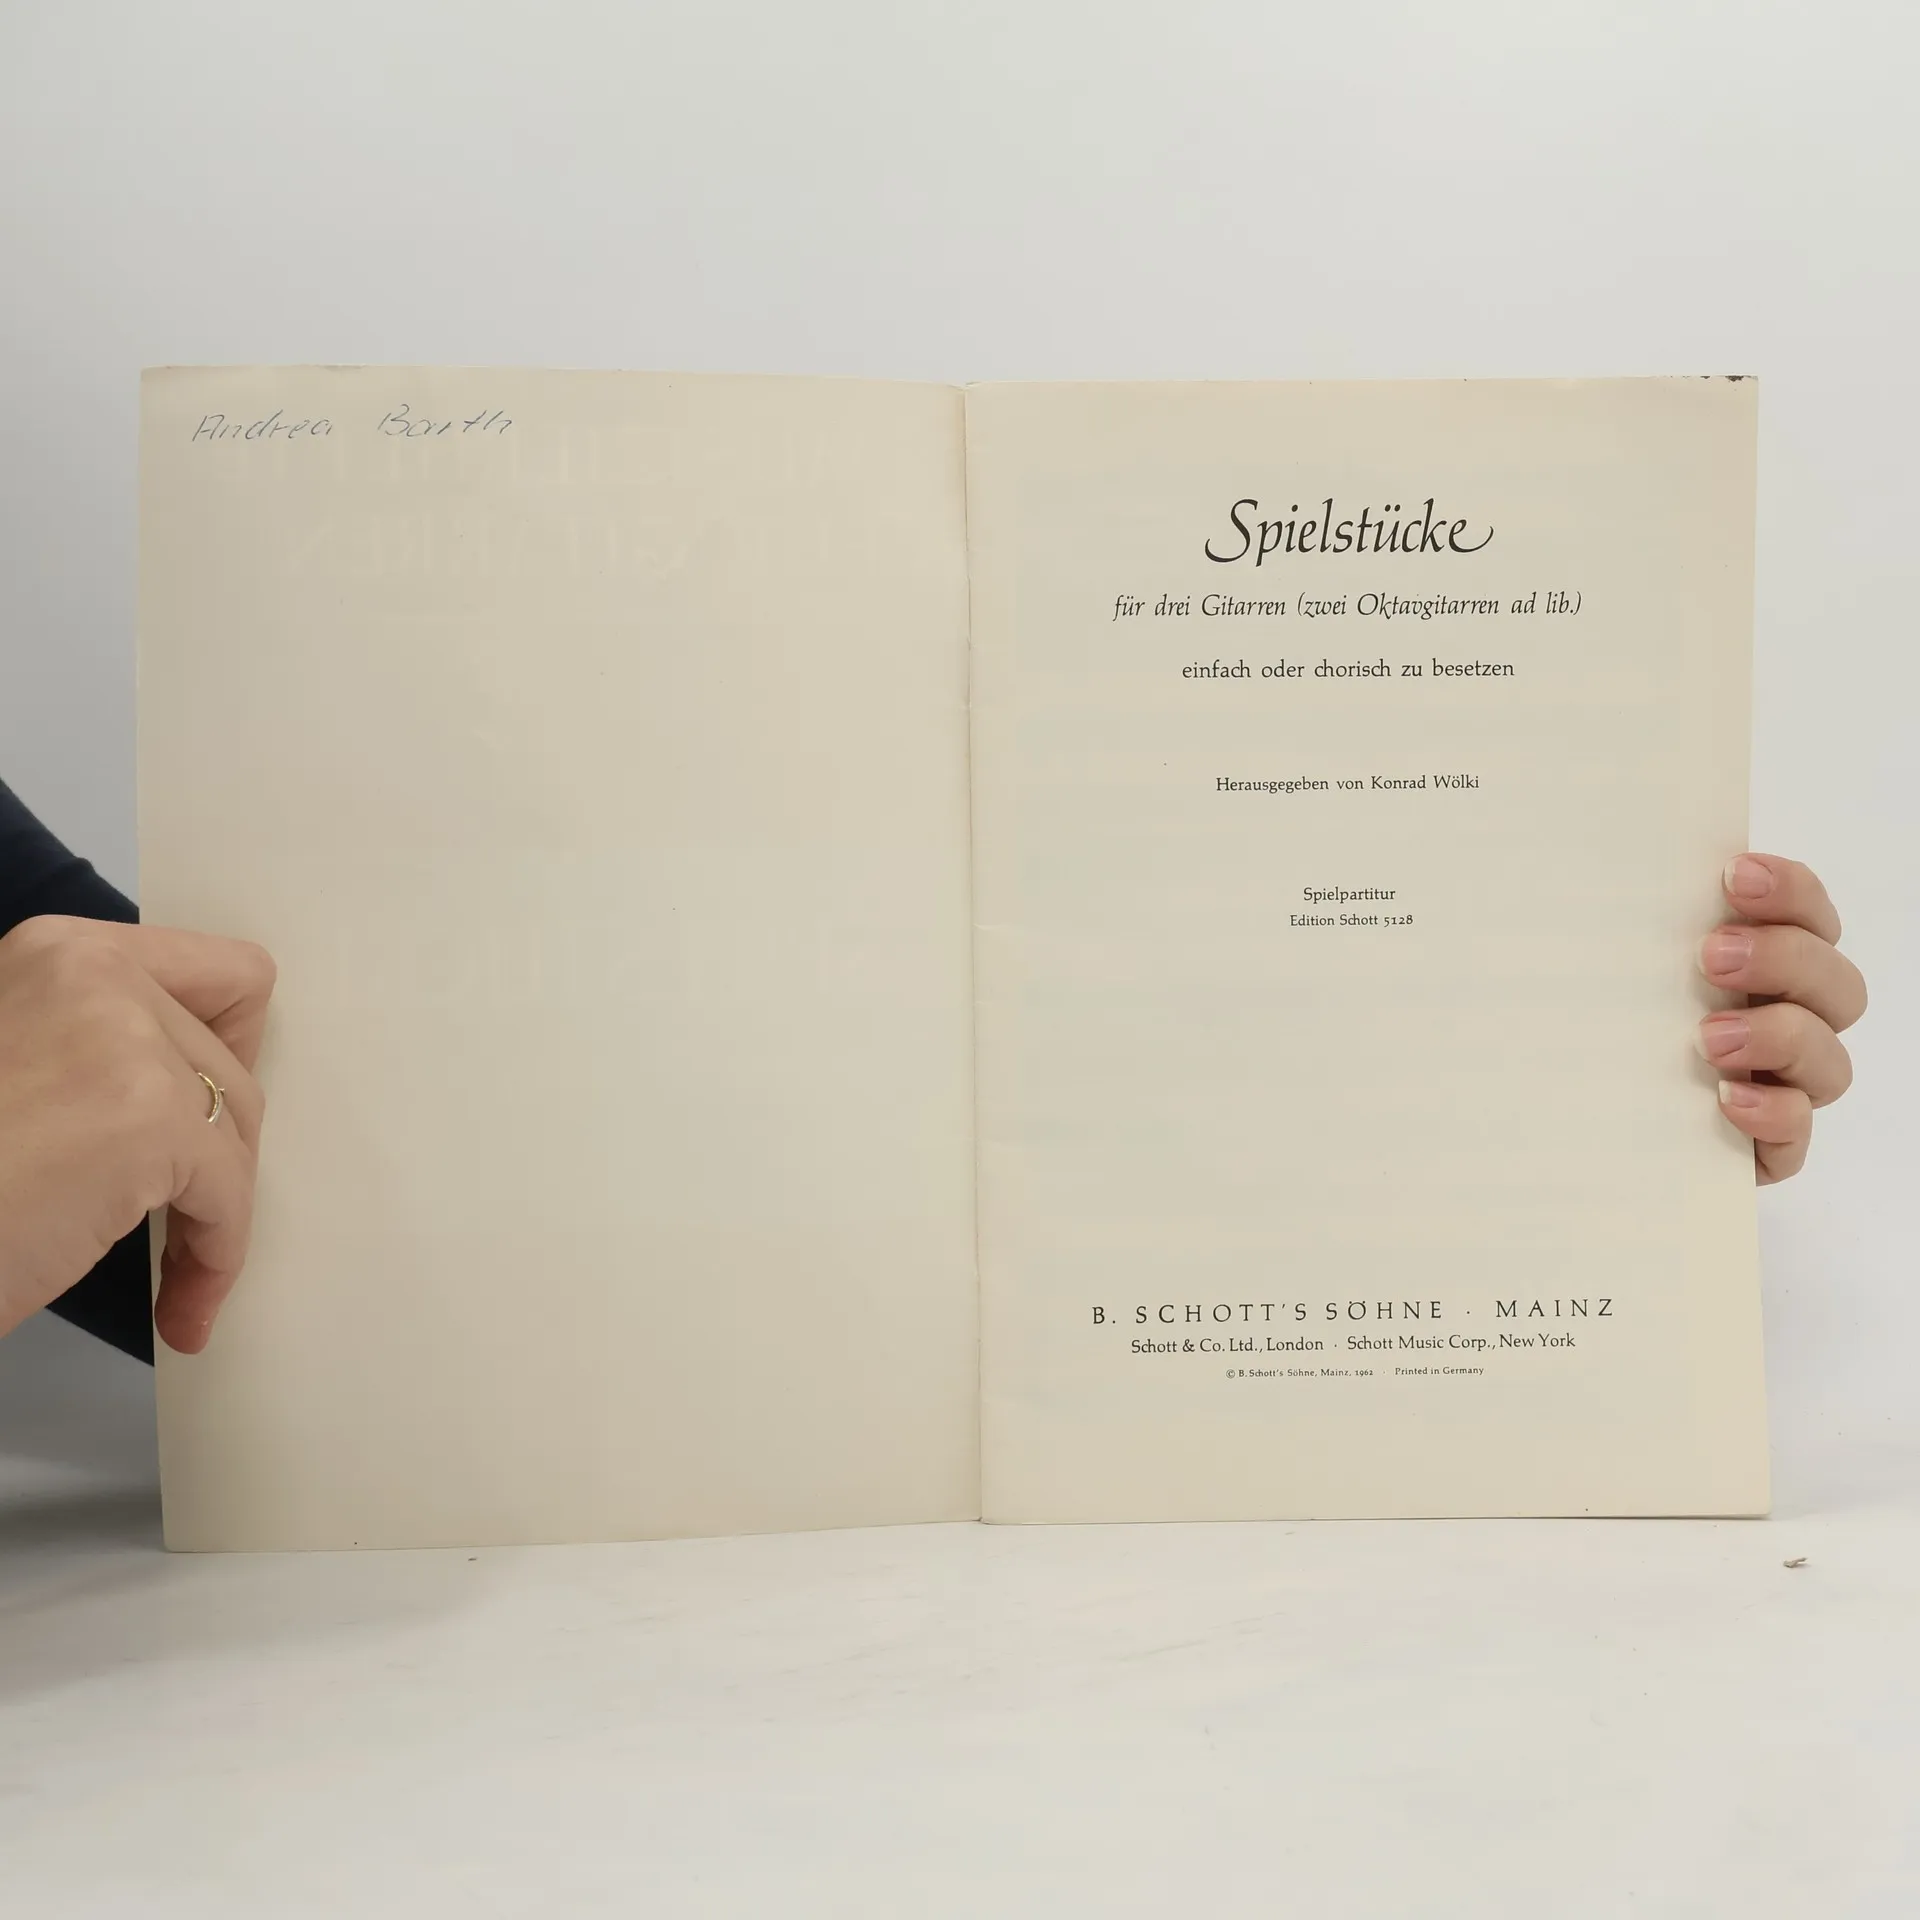 Andrea Barth
Spielstücke
für drei Gitarren (zwei Oktavgitarren ad lib.)
einfach oder chorisch zu besetzen
Herausgegeben von Konrad Wölki
Spielpartitur
Edition Schott 5128
B. SCHOTT'S SÖHNE · MAINZ
Schott & Co. Ltd., London · Schott Music Corp., New York
© B. Schott's Söhne, Mainz, 1962 · Printed in Germany